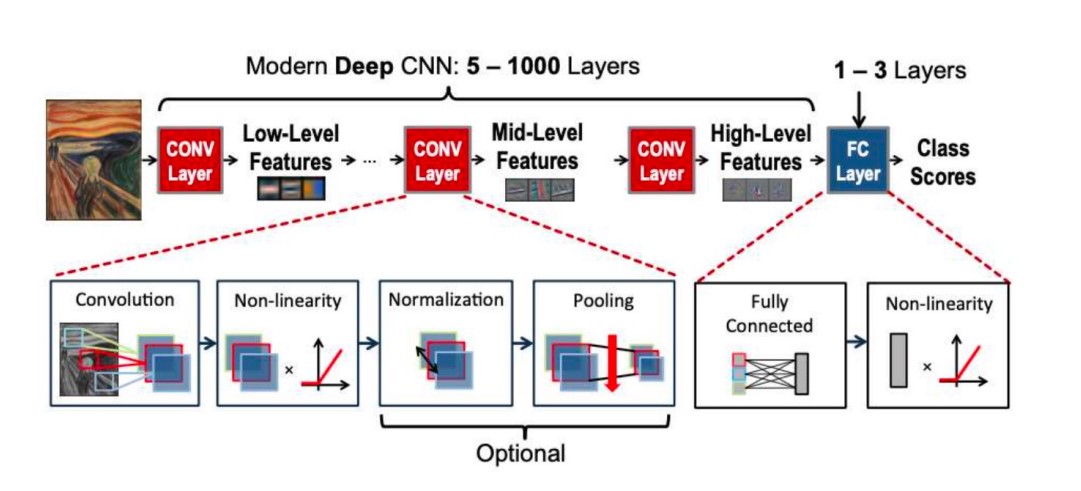 Modern Deep CNN: 5 – 1000 Layers
1 – 3 Layers
CONV
Layer
Low-Level
Features
...
CONV
Layer
Mid-Level
Features
CONV
Layer
High-Level
Features
FC
Layer
Class
Scores
Convolution
Non-linearity
×
Normalization
Pooling
Fully
Connected
Non-linearity
×
Optional